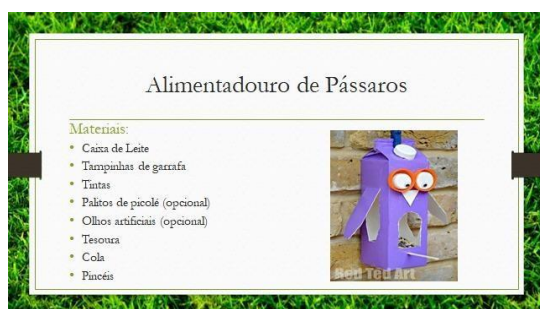 Alimentadouro de Pássaros
Materiais:
• Caixa de Leite
• Tampinhas de garrafa
• Tintas
• Palitos de picolé (opcional)
• Olhos artificiais (opcional)
• Tesoura
• Cola
• Pincéis
Red Ted Art